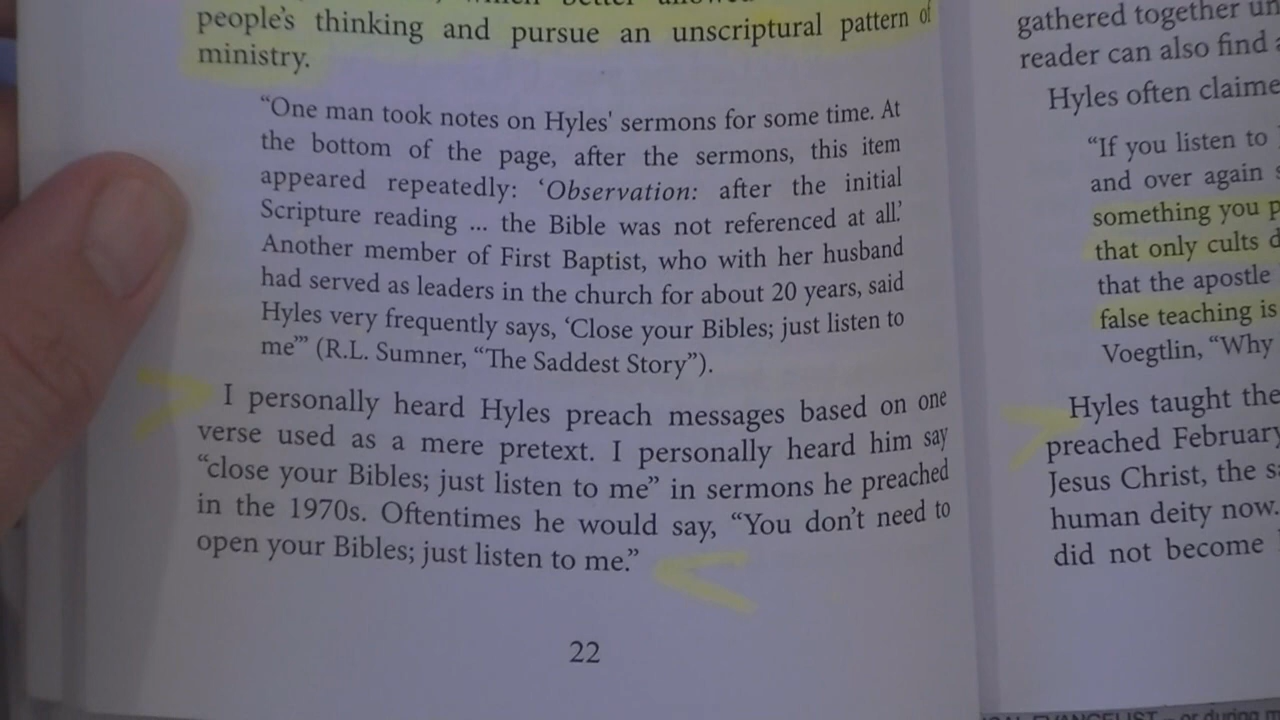 people's thinking and pursue an unscriptural pattern of
ministry.
“One man took notes on Hyles' sermons for some time. At
the bottom of the page, after the sermons, this item
appeared repeatedly: ‘Observation: after the initial
Scripture reading ... the Bible was not referenced at all.’
Another member of First Baptist, who with her husband
had served as leaders in the church for about 20 years, said
Hyles very frequently says, ‘Close your Bibles; just listen to
me’” (R.L. Sumner, “The Saddest Story”).
I personally heard Hyles preach messages based on one
verse used as a mere pretext. I personally heard him say
“close your Bibles; just listen to me” in sermons he preached
in the 1970s. Oftentimes he would say, “You don't need to
open your Bibles; just listen to me.”
22
gathered together
reader can also find
Hyles often
“If you listen to
and over again
something you
that only cults
that the apostle
false teaching is
Voegtlin, “Why
Hyles taught
preached February
Jesus Christ, the
human deity now.
did not become